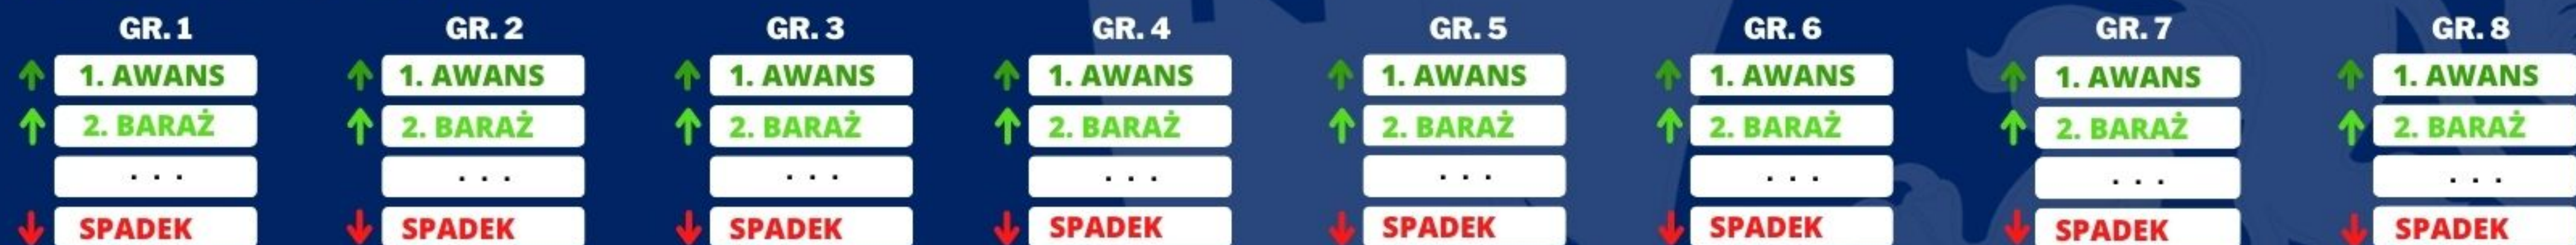 GR. 1 GR. 2 GR. 3 GR. 4 GR. 5 GR. 6 GR. 7 GR. 8
1. AWANS 1. AWANS 1. AWANS 1. AWANS 1. AWANS 1. AWANS 1. AWANS 1. AWANS
2. BARAŻ 2. BARAŻ 2. BARAŻ 2. BARAŻ 2. BARAŻ 2. BARAŻ 2. BARAŻ 2. BARAŻ
. . . . . . . . . . . . . . . . . . . . . . . .
SPADEK SPADEK SPADEK SPADEK SPADEK SPADEK SPADEK SPADEK